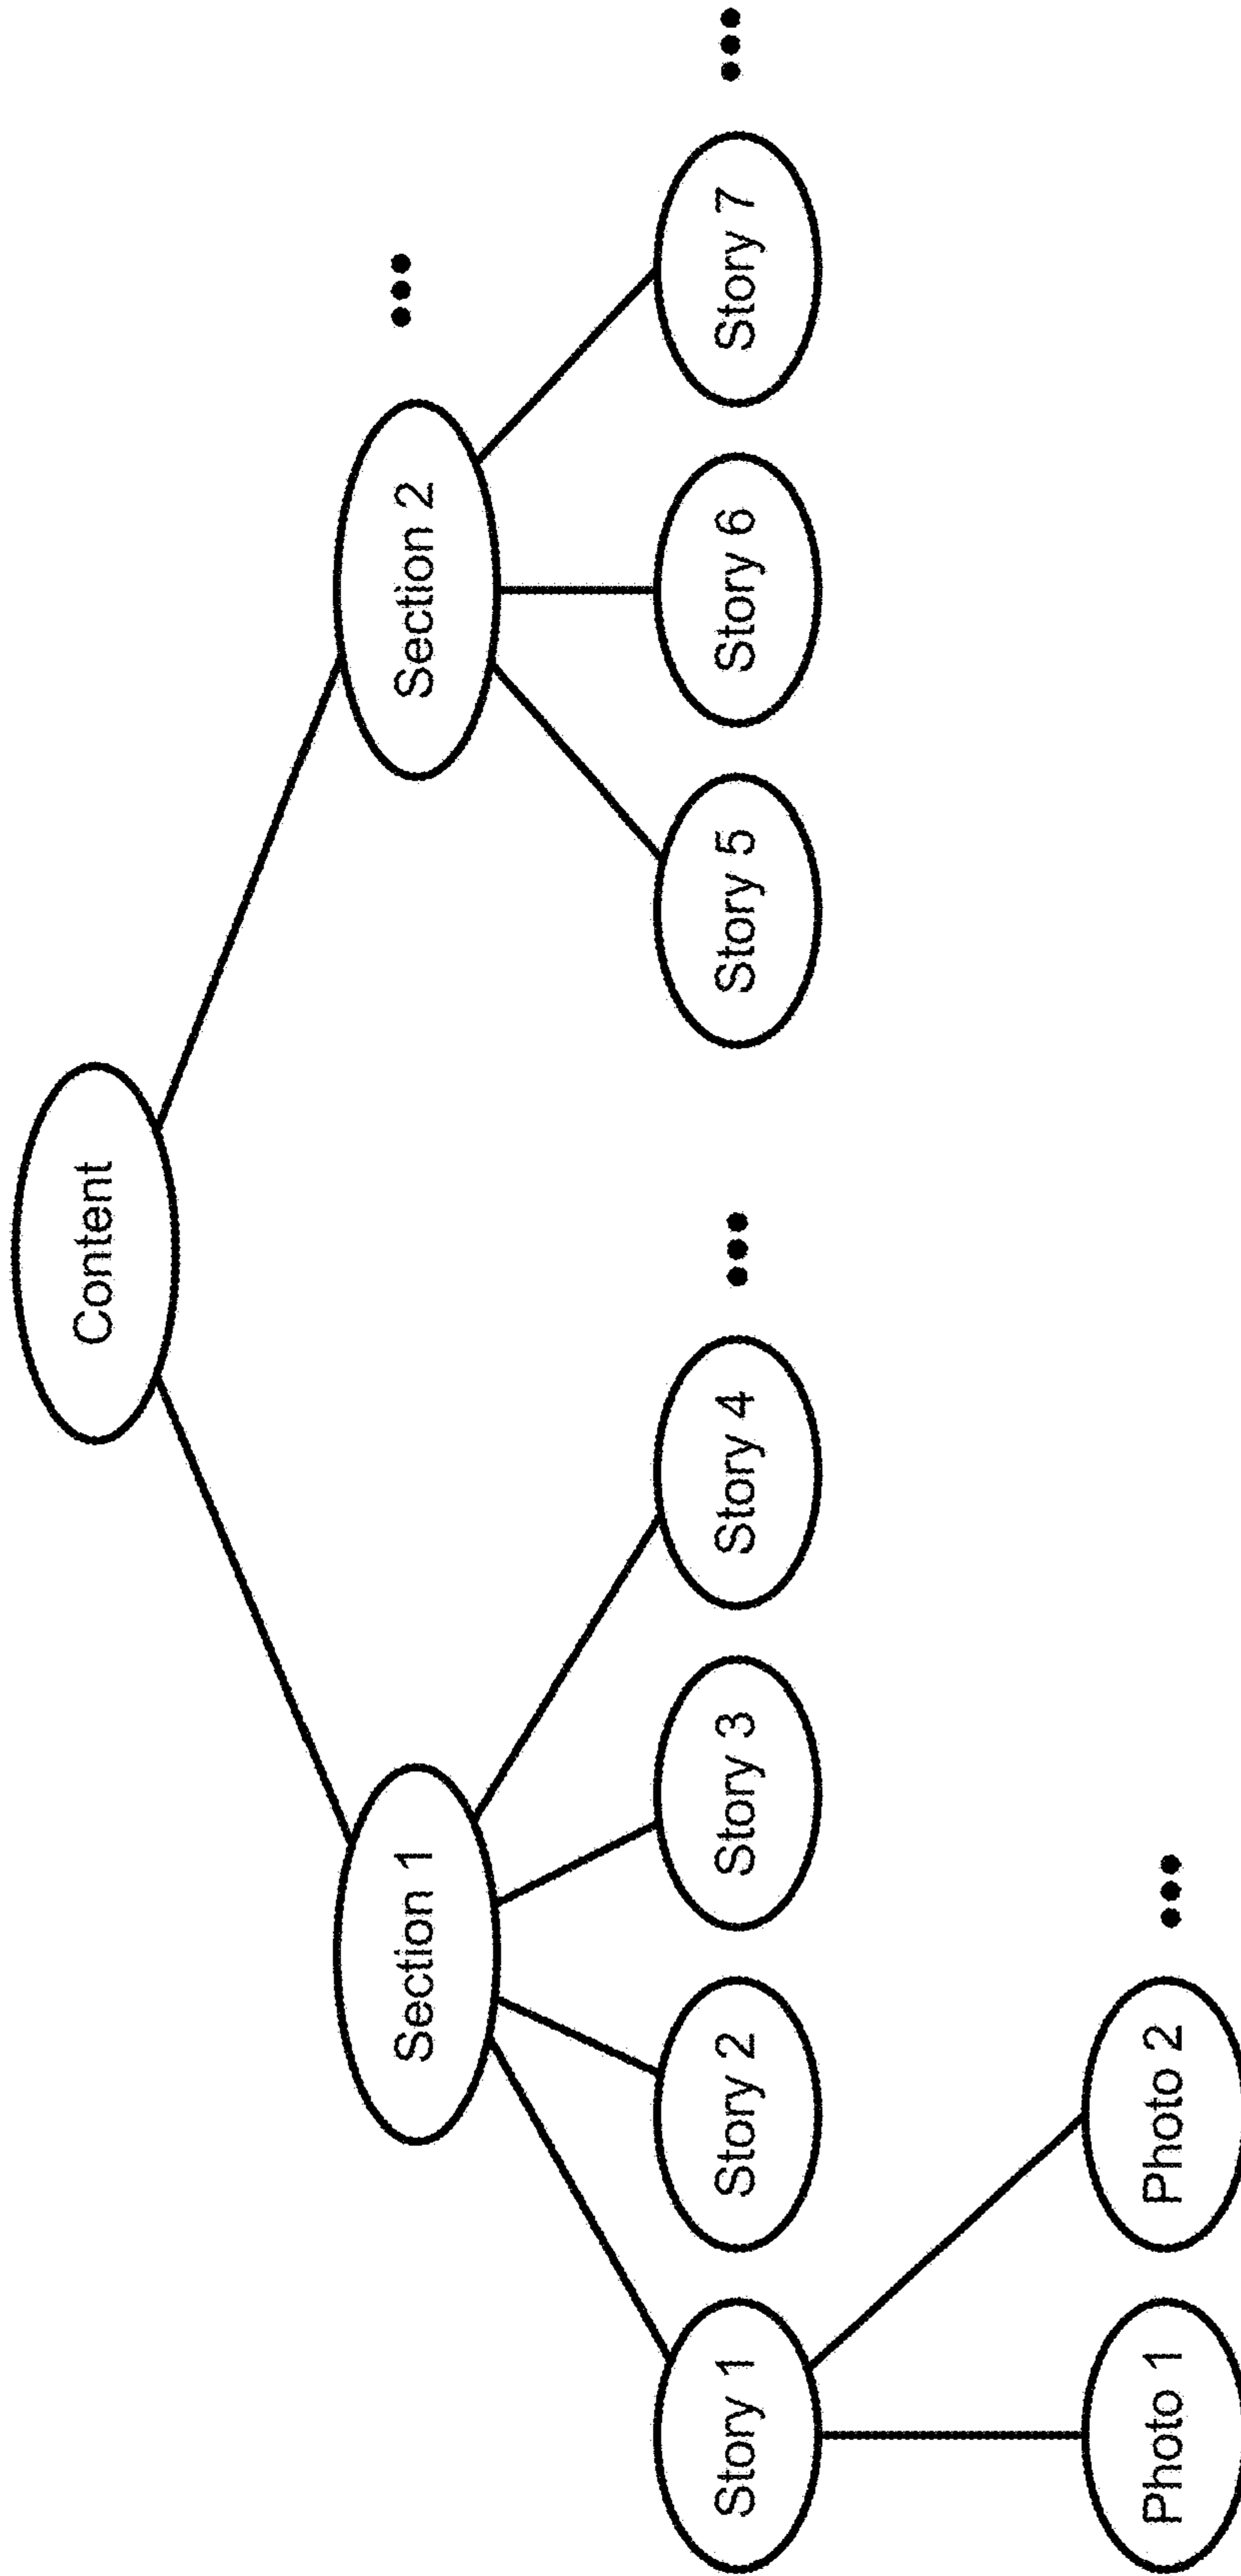 Content
Section 1
Section 2
Story 1
Story 2
Story 3
Story 4
Story 5
Story 6
Story 7
Photo 1
Photo 2